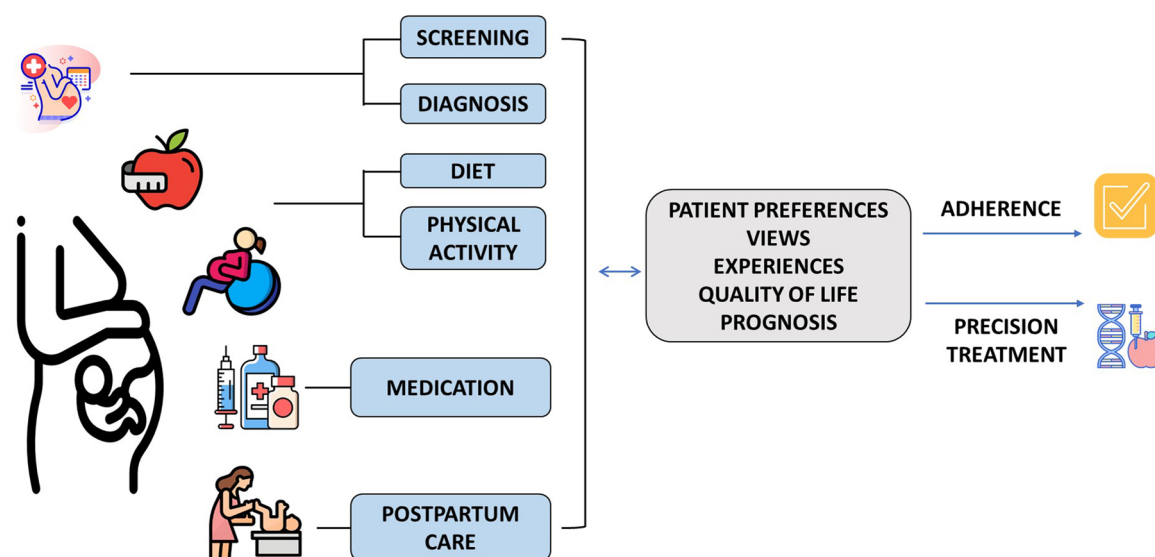 SCREENING
DIAGNOSIS
DIET
PHYSICAL
ACTIVITY
MEDICATION
POSTPARTUM
CARE
PATIENT PREFERENCES
VIEWS
EXPERIENCES
QUALITY OF LIFE
PROGNOSIS
ADHERENCE
PRECISION
TREATMENT